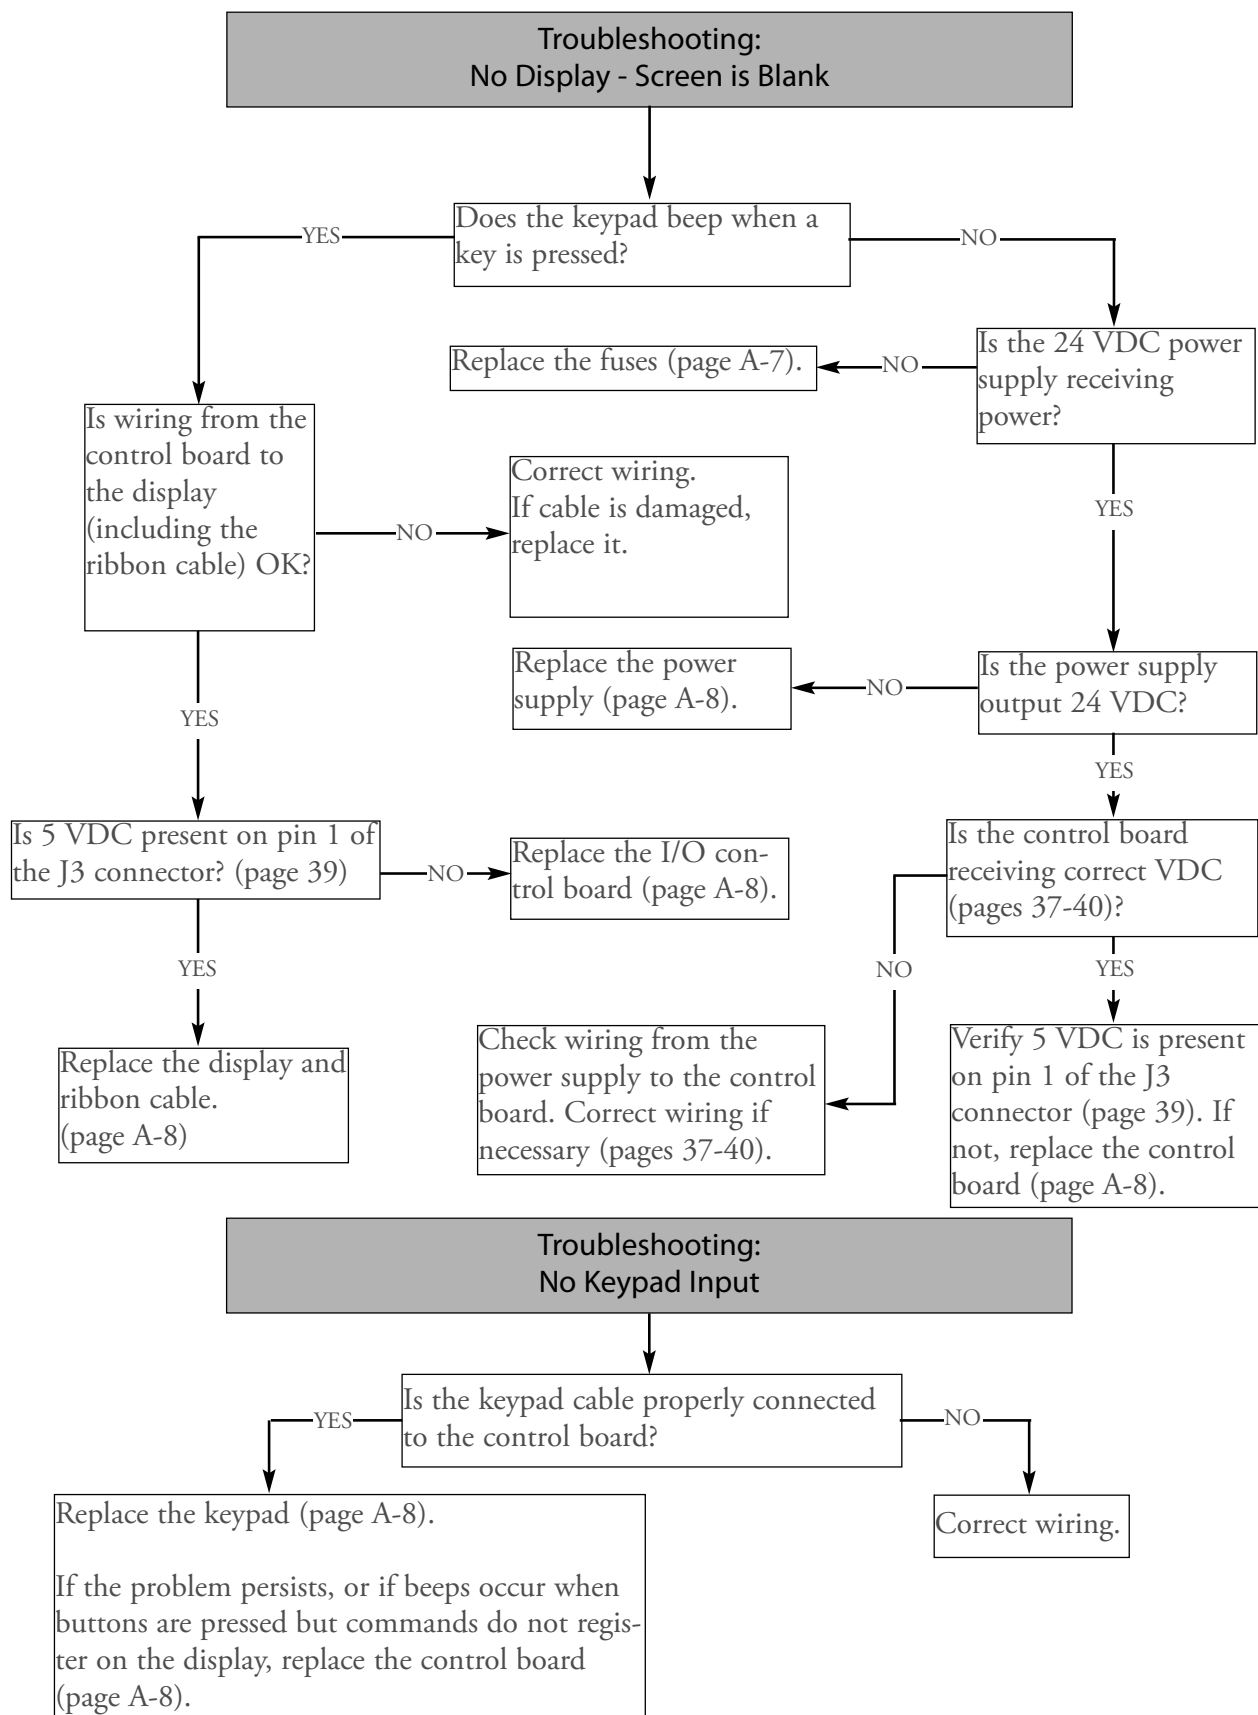 Troubleshooting:
No Display - Screen is Blank
Does the keypad beep when a
key is pressed?
YES
NO
Is the 24 VDC power
supply receiving
power?
NO
Replace the fuses (page A-7).
Is wiring from the
control board to
the display
(including the
ribbon cable) OK?
NO
Correct wiring.
If cable is damaged,
replace it.
YES
Is the power supply
output 24 VDC?
NO
Replace the power
supply (page A-8).
YES
YES
Is 5 VDC present on pin 1 of
the J3 connector? (page 39)
NO
Replace the I/O con-
trol board (page A-8).
Is the control board
receiving correct VDC
(pages 37-40)?
YES
NO
YES
Replace the display and
ribbon cable.
(page A-8)
Check wiring from the
power supply to the control
board. Correct wiring if
necessary (pages 37-40).
Verify 5 VDC is present
on pin 1 of the J3
connector (page 39). If
not, replace the control
board (page A-8).
Troubleshooting:
No Keypad Input
Is the keypad cable properly connected
to the control board?
YES
NO
Replace the keypad (page A-8).
If the problem persists, or if beeps occur when
buttons are pressed but commands do not regis-
ter on the display, replace the control board
(page A-8).
Correct wiring.